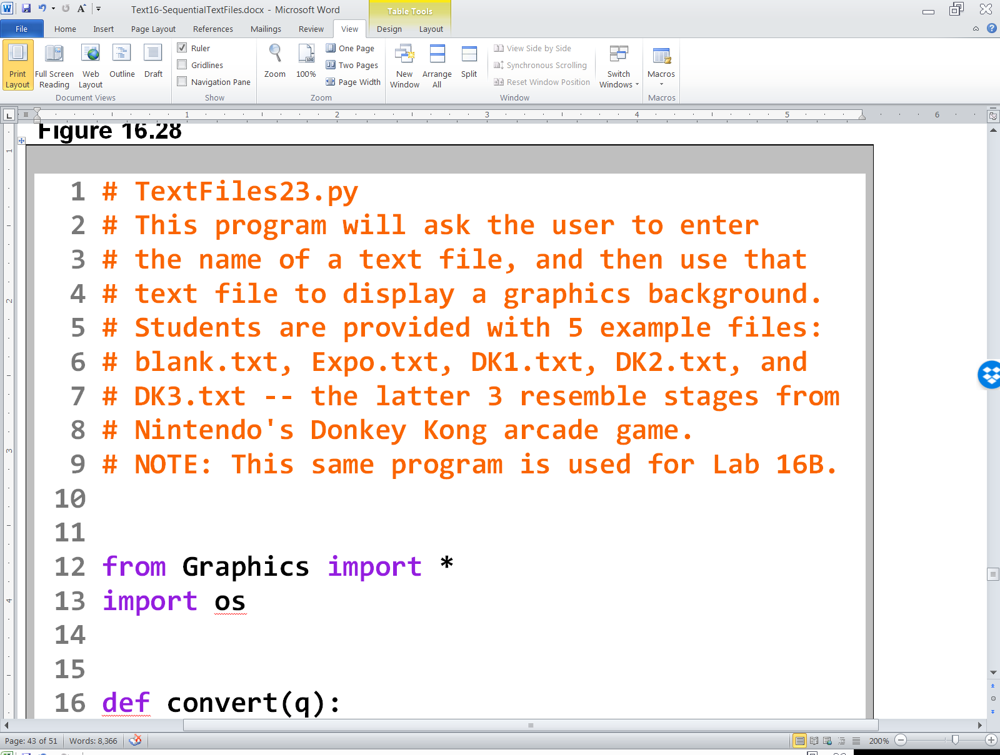 Text16-SequentialTextFiles.docx - Microsoft Word
Table Tools
File Home Insert Page Layout References Mailings Review View Design Layout
Print Layout
Full Screen Reading
Web Layout
Outline
Draft
Document Views
Ruler
Gridlines
Navigation Pane
Show
Zoom
100%
One Page
Two Pages
Page Width
Zoom
New Window
Arrange All
Split
View Side by Side
Synchronous Scrolling
Reset Window Position
Window
Switch Windows
Macros
Macros
1 2 3 4 5 6
Figure 16.28
1 # TextFiles23.py
2 # This program will ask the user to enter
3 # the name of a text file, and then use that
4 # text file to display a graphics background.
5 # Students are provided with 5 example files:
6 # blank.txt, Expo.txt, DK1.txt, DK2.txt, and
7 # DK3.txt -- the latter 3 resemble stages from
8 # Nintendo's Donkey Kong arcade game.
9 # NOTE: This same program is used for Lab 16B.
10
11
12 from Graphics import *
13 import os
14
15
16 def convert(q):
Page: 43 of 51 Words: 8,366 200%